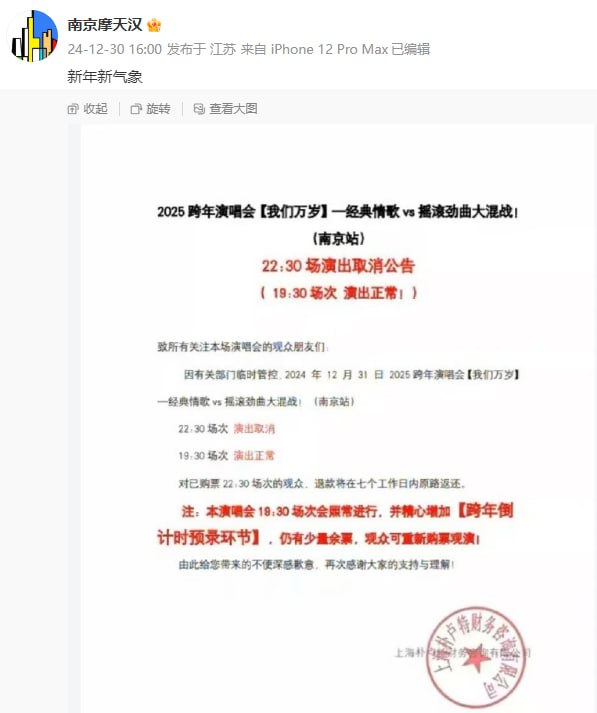 南京摩天汉
24-12-30 16:00 发布于 江苏 来自 iPhone 12 Pro Max 已编辑
新年新气象
收起 旋转 查看大图
2025 跨年演唱会【我们万岁】—经典情歌 vs 摇滚劲曲大混战！
（南京站）
22:30 场演出取消公告
（ 19:30 场次 演出正常！）
致所有关注本场演唱会的观众朋友们：
因有关部门临时管控, 2024 年 12 月 31 日 2025 跨年演唱会【我们万岁】
—经典情歌 vs 摇滚劲曲大混战！（南京站）
22:30 场次 演出取消
19:30 场次 演出正常
对已购票 22:30 场次的观众、退款将在七个工作日内原路返还。
注：本演唱会 19:30 场次会照常进行，并精心增加【跨年倒
计时预录环节】，仍有少量余票，观众可重新购票观演！
由此给您带来的不便深感歉意，再次感谢大家的支持与理解！
上海朴卢特财务咨询有限公司
上海朴卢特财务咨询有限公司